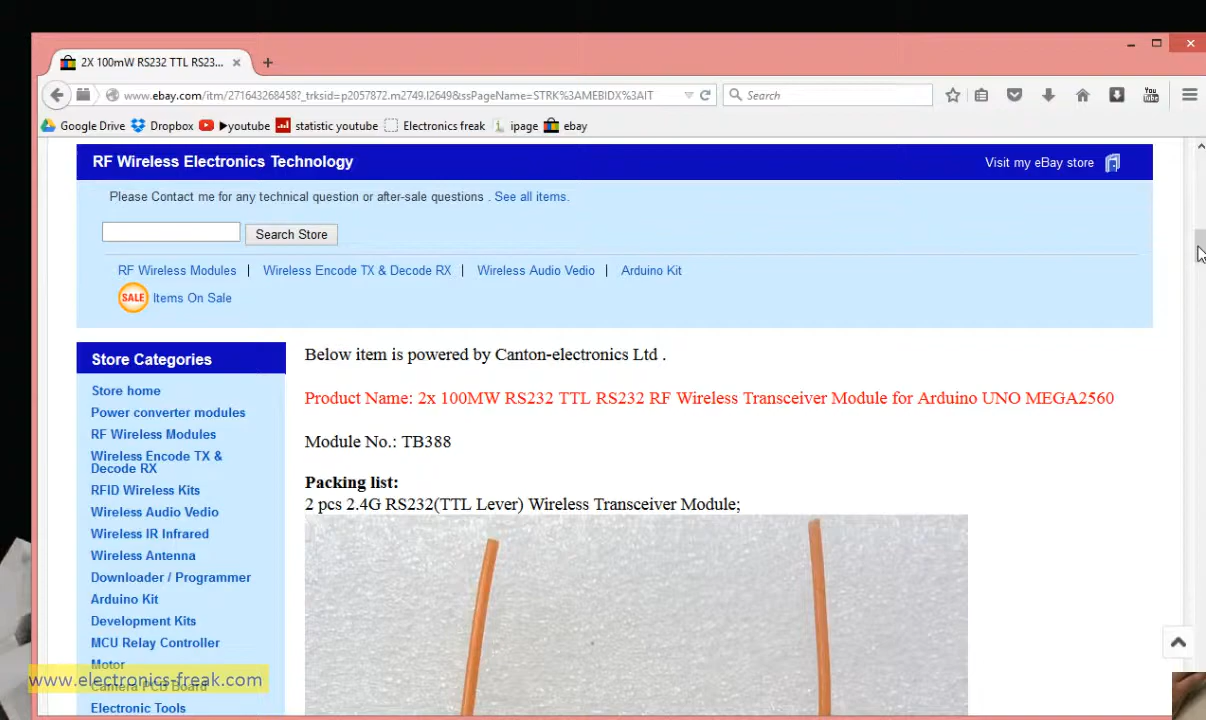 2X 100mW RS232 TTL RS23...
www.ebay.com/itm/271643268458?_trksid=p2057872.m2749.l2649&ssPageName=STRK%3AMEBIDX%3AIT
Search
Google Drive Dropbox youtube statistic youtube Electronics freak ipage ebay
RF Wireless Electronics Technology
Visit my eBay store
Please Contact me for any technical question or after-sale questions . See all items.
Search Store
RF Wireless Modules | Wireless Encode TX & Decode RX | Wireless Audio Vedio | Arduino Kit
SALE Items On Sale
Store Categories
Store home
Power converter modules
RF Wireless Modules
Wireless Encode TX &
Decode RX
RFID Wireless Kits
Wireless Audio Vedio
Wireless IR Infrared
Wireless Antenna
Downloader / Programmer
Arduino Kit
Development Kits
MCU Relay Controller
Motor
Camera PCB Board
Electronic Tools
Below item is powered by Canton-electronics Ltd .
Product Name: 2x 100MW RS232 TTL RS232 RF Wireless Transceiver Module for Arduino UNO MEGA2560
Module No.: TB388
Packing list:
2 pcs 2.4G RS232(TTL Lever) Wireless Transceiver Module;
www.electronics-freak.com